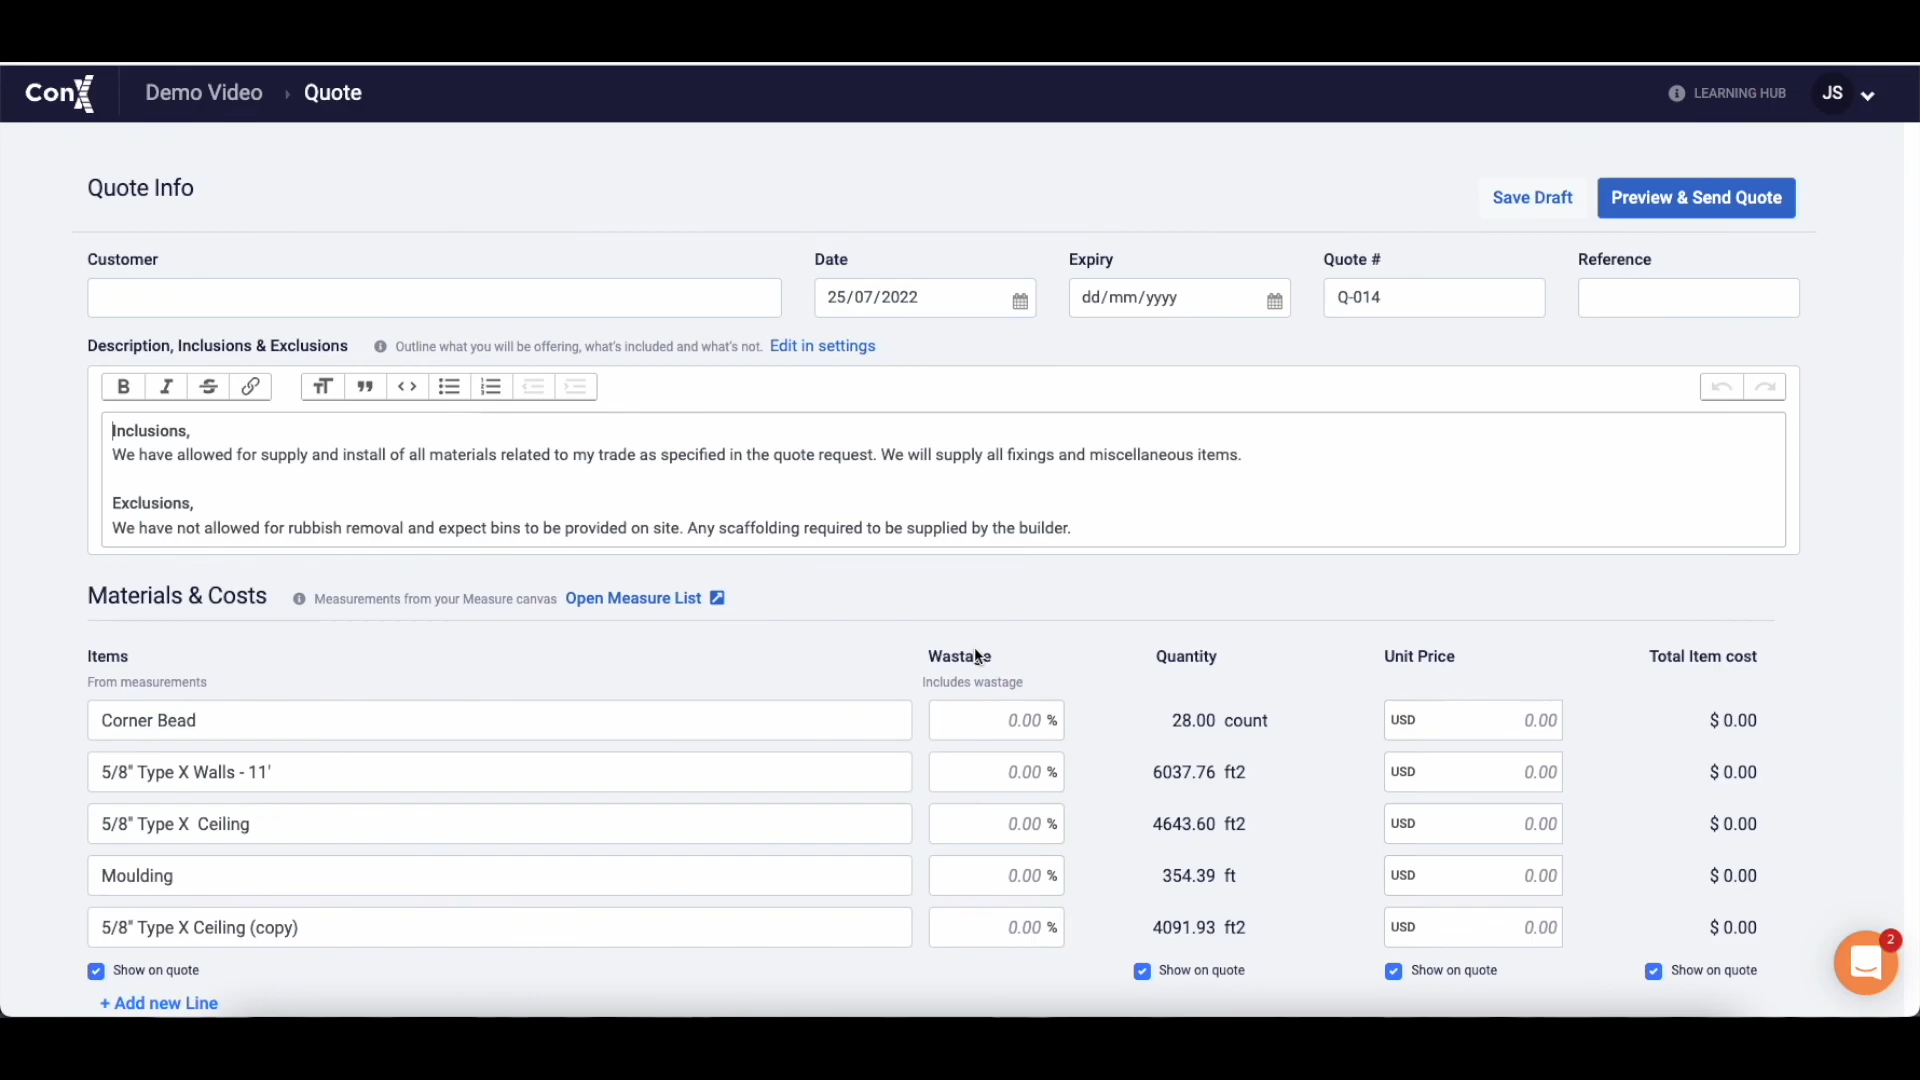 ConX Demo Video › Quote LEARNING HUB JS
Quote Info Save Draft Preview & Send Quote
Customer Date Expiry Quote # Reference
25/07/2022 dd/mm/yyyy Q-014
Description, Inclusions & Exclusions Outline what you will be offering, what's included and what's not. Edit in settings
Inclusions,
We have allowed for supply and install of all materials related to my trade as specified in the quote request. We will supply all fixings and miscellaneous items.
Exclusions,
We have not allowed for rubbish removal and expect bins to be provided on site. Any scaffolding required to be supplied by the builder.
Materials & Costs Measurements from your Measure canvas Open Measure List
Items Wastage Quantity Unit Price Total Item cost
From measurements Includes wastage
Corner Bead 0.00 % 28.00 count USD 0.00 $ 0.00
5/8" Type X Walls - 11' 0.00 % 6037.76 ft2 USD 0.00 $ 0.00
5/8" Type X  Ceiling 0.00 % 4643.60 ft2 USD 0.00 $ 0.00
Moulding 0.00 % 354.39 ft USD 0.00 $ 0.00
5/8" Type X Ceiling (copy) 0.00 % 4091.93 ft2 USD 0.00 $ 0.00
Show on quote Show on quote Show on quote Show on quote
+ Add new Line
2